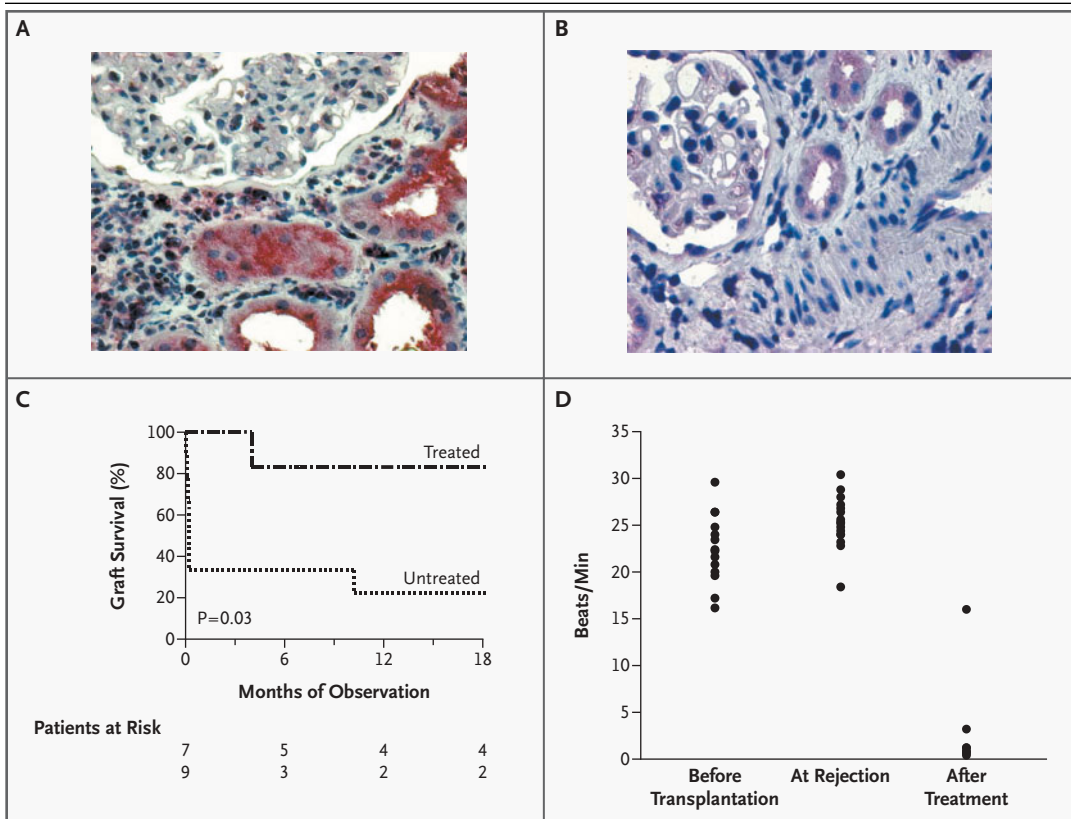 A
B
C
100
80
60
40
20
0
Graft Survival (%)
Treated
Untreated
P=0.03
0 6 12 18
Months of Observation
Patients at Risk
7 5 4 4
9 3 2 2
D
35
30
25
20
15
10
5
0
Beats/Min
Before Transplantation
At Rejection
After Treatment